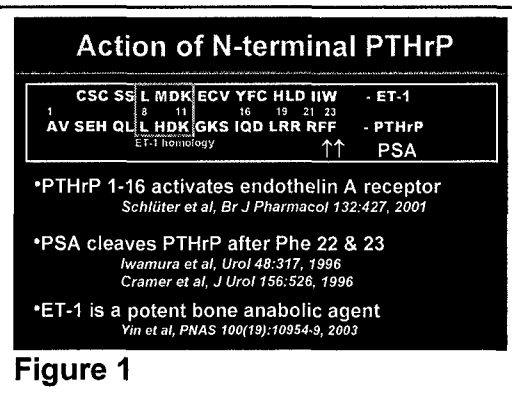 Action of N-terminal PTHrP
CSC SS L MDK ECV YFC HLD IIW - ET-1
1 8 11 16 19 21 23
AV SEH QL L HDK GKS IQD LRR RFF - PTHrP
ET-1 homology ↑↑ PSA
•PTHrP 1-16 activates endothelin A receptor
Schlüter et al, Br J Pharmacol 132:427, 2001
•PSA cleaves PTHrP after Phe 22 & 23
Iwamura et al, Urol 48:317, 1996
Cramer et al, J Urol 156:526, 1996
•ET-1 is a potent bone anabolic agent
Yin et al, PNAS 100(19):10954-9, 2003
Figure 1